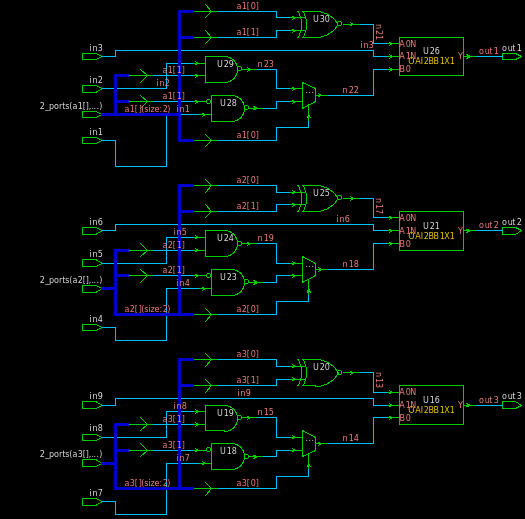 a1[0]
U30
a1[1]
n21
in3
in3
U26
A0N
A1N
OAI2BB1X1
B0
Y
out1
out1
U29
n23
a1[1]
in2
in2
...
n22
2_ports(a1[],...)
a1[1]
U28
a1[](size:2)
in1
in1
a1[0]
a2[0]
U25
a2[1]
n17
in6
in6
U21
A0N
A1N
OAI2BB1X1
B0
Y
out2
out2
in5
U24
n19
a2[1]
in5
...
n18
2_ports(a2[],...)
a2[1]
U23
in4
a2[](size:2)
in4
a2[0]
a3[0]
U20
a3[1]
n13
in9
in9
U16
A0N
A1N
OAI2BB1X1
B0
Y
out3
out3
in8
U19
n15
a3[1]
in8
...
n14
2_ports(a3[],...)
a3[1]
U18
in7
a3[](size:2)
in7
a3[0]